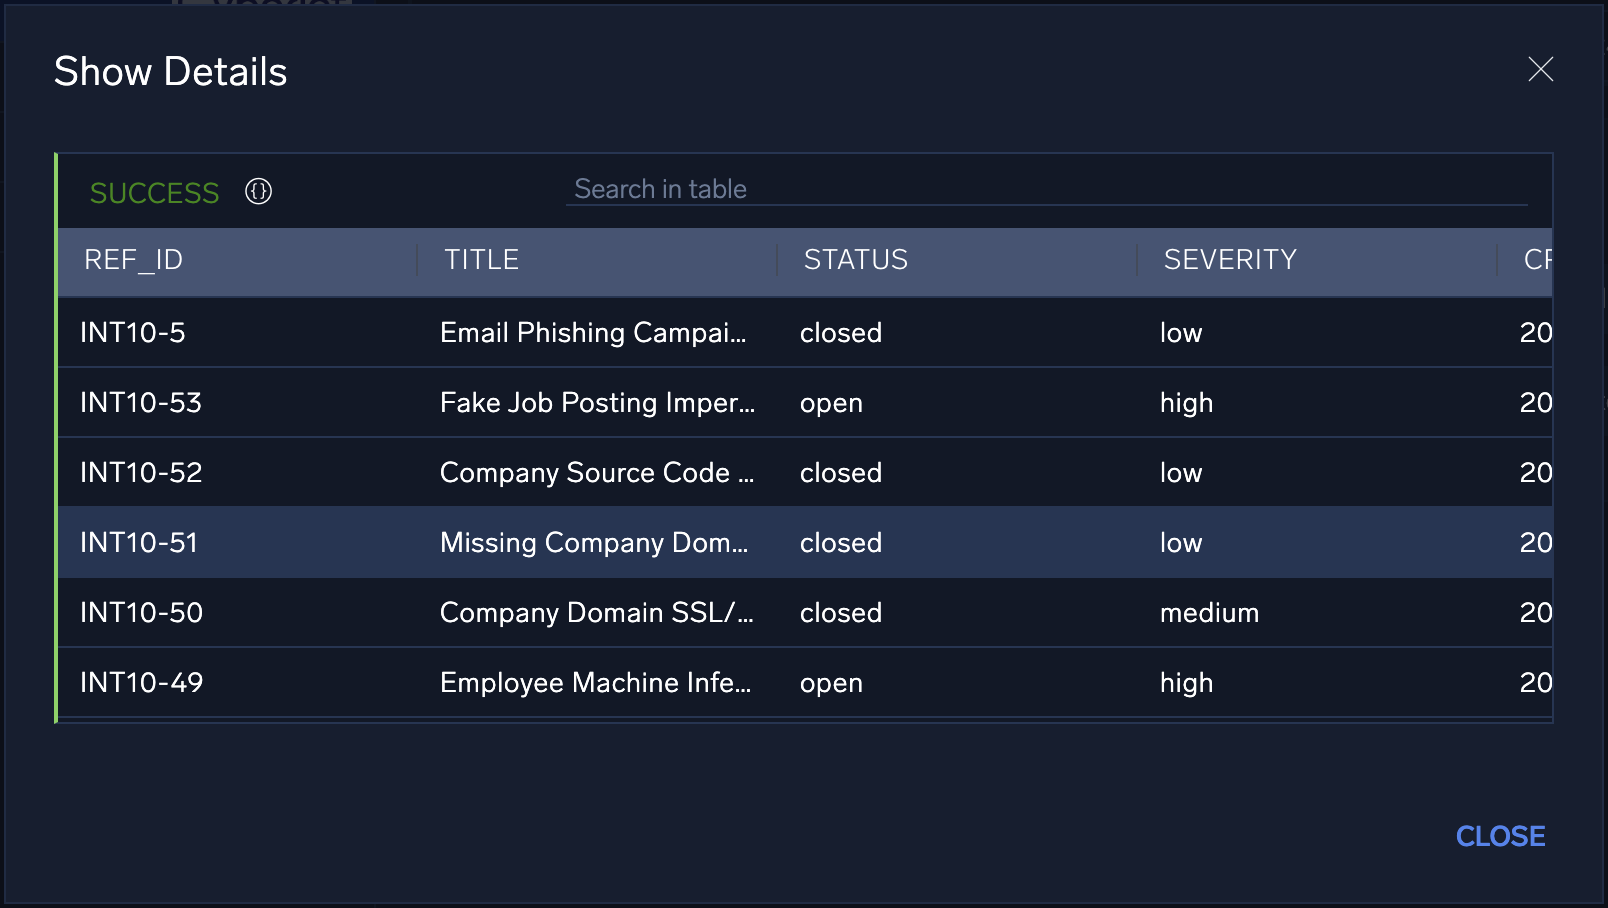 Show Details
SUCCESS {} Search in table
REF_ID TITLE STATUS SEVERITY
INT10-5 Email Phishing Campai... closed low 20
INT10-53 Fake Job Posting Imper... open high 20
INT10-52 Company Source Code ... closed low 20
INT10-51 Missing Company Dom... closed low 20
INT10-50 Company Domain SSL/... closed medium 20
INT10-49 Employee Machine Infe... open high 20
CLOSE